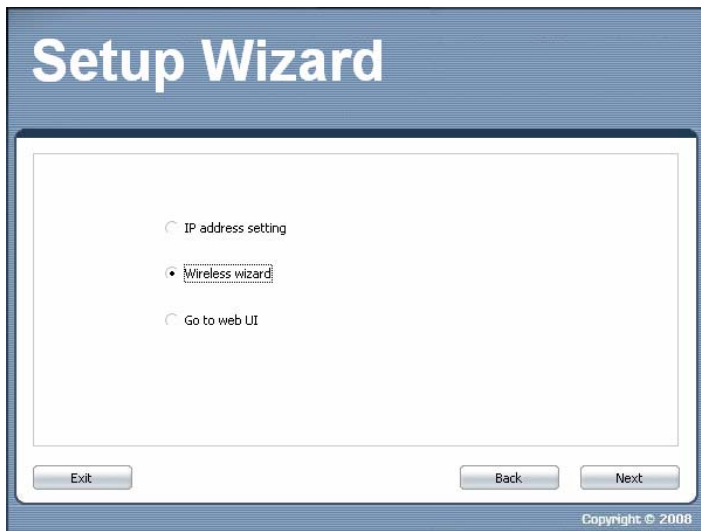 Setup Wizard
IP address setting
Wireless wizard
Go to web UI
Exit
Back
Next
Copyright © 2008